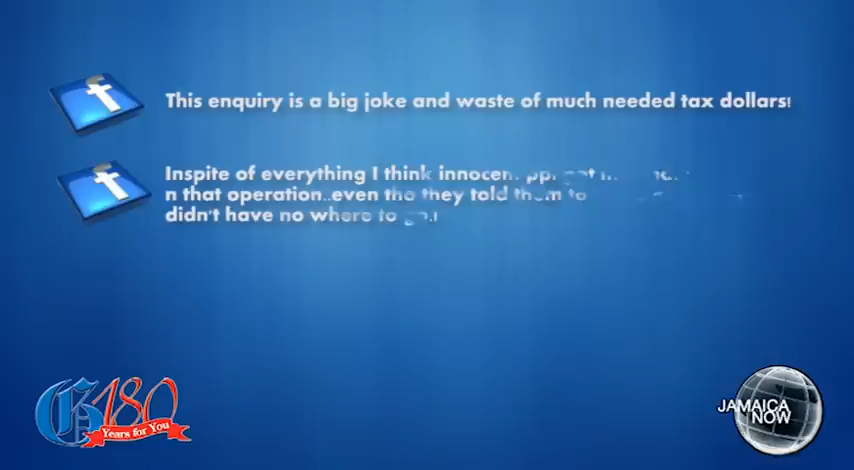 This enquiry is a big joke and waste of much needed tax dollars!
Inspite of everything I think
n that operation..even tho they told them to
didn't have no where to
G180
Years for You
JAMAICA
NOW